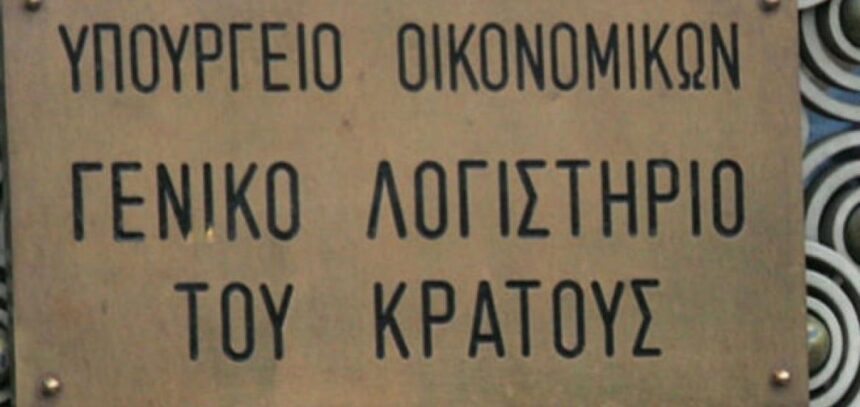 ΥΠΟΥΡΓΕΙΟ ΟΙΚΟΝΟΜΙΚΩΝ
ΓΕΝΙΚΟ ΛΟΓΙΣΤΗΡΙΟ
ΤΟΥ ΚΡΑΤΟΥΣ